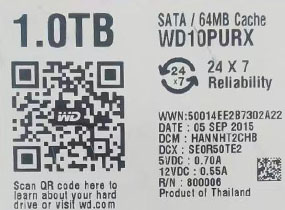 1.0TB
SATA / 64MB Cache
WD10PURX
24 X 7
Reliability
24
x7
WD
WWN:50014EE2B7302A22
DATE : 05 SEP 2015
DCM : HANNHT2CHB
DCX : SE0R50TE2
5VDC : 0.70A
12VDC : 0.55A
R/N : 800006
Product of Thailand
Scan QR code here to
learn about your hard
drive or visit wd.com